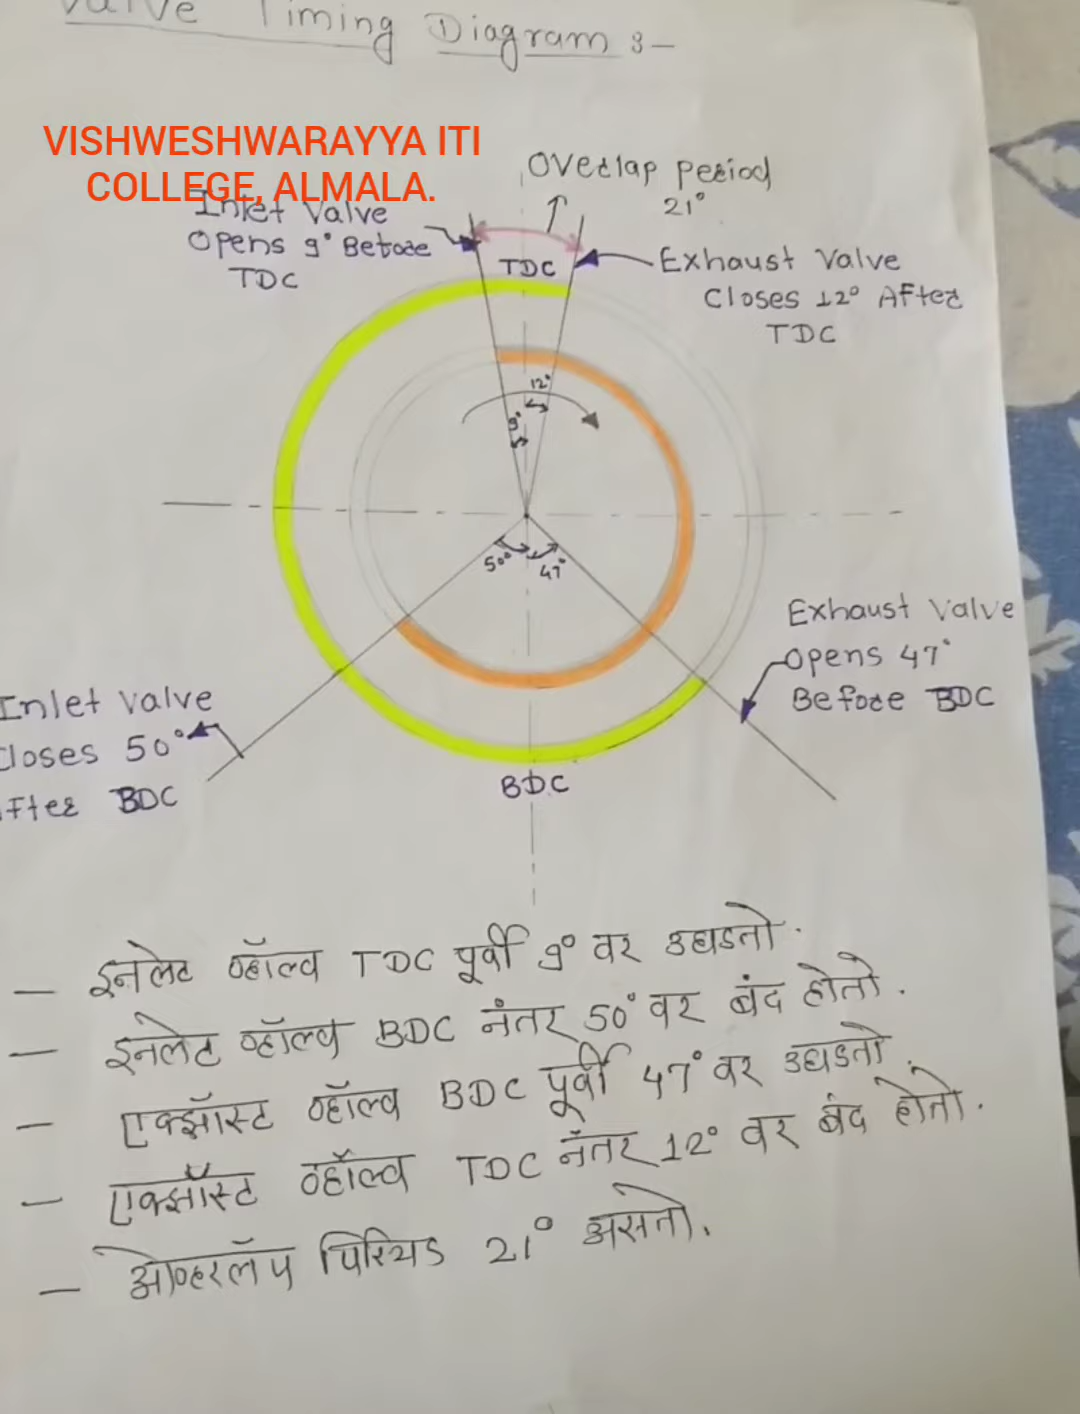 Valve Timing Diagram :-
VISHWESHWARAYYA ITI
COLLEGE, ALMALA.
Overlap Period
21°
Inlet Valve
Opens 9° Before
TDC
TDC
Exhaust Valve
Closes 12° After
TDC
12°
9°
50°
47°
Exhaust Valve
Opens 47°
Before BDC
Inlet Valve
Closes 50°
After BDC
BDC
— इनलेट व्हॉल्व TDC पूर्वी 9° वर उघडतो.
— इनलेट व्हॉल्व BDC नंतर 50° वर बंद होतो.
— एक्झॉस्ट व्हॉल्व BDC पूर्वी 47° वर उघडतो.
— एक्झॉस्ट व्हॉल्व TDC नंतर 12° वर बंद होतो.
— ओव्हरलॅप पिरियड 21° असतो.